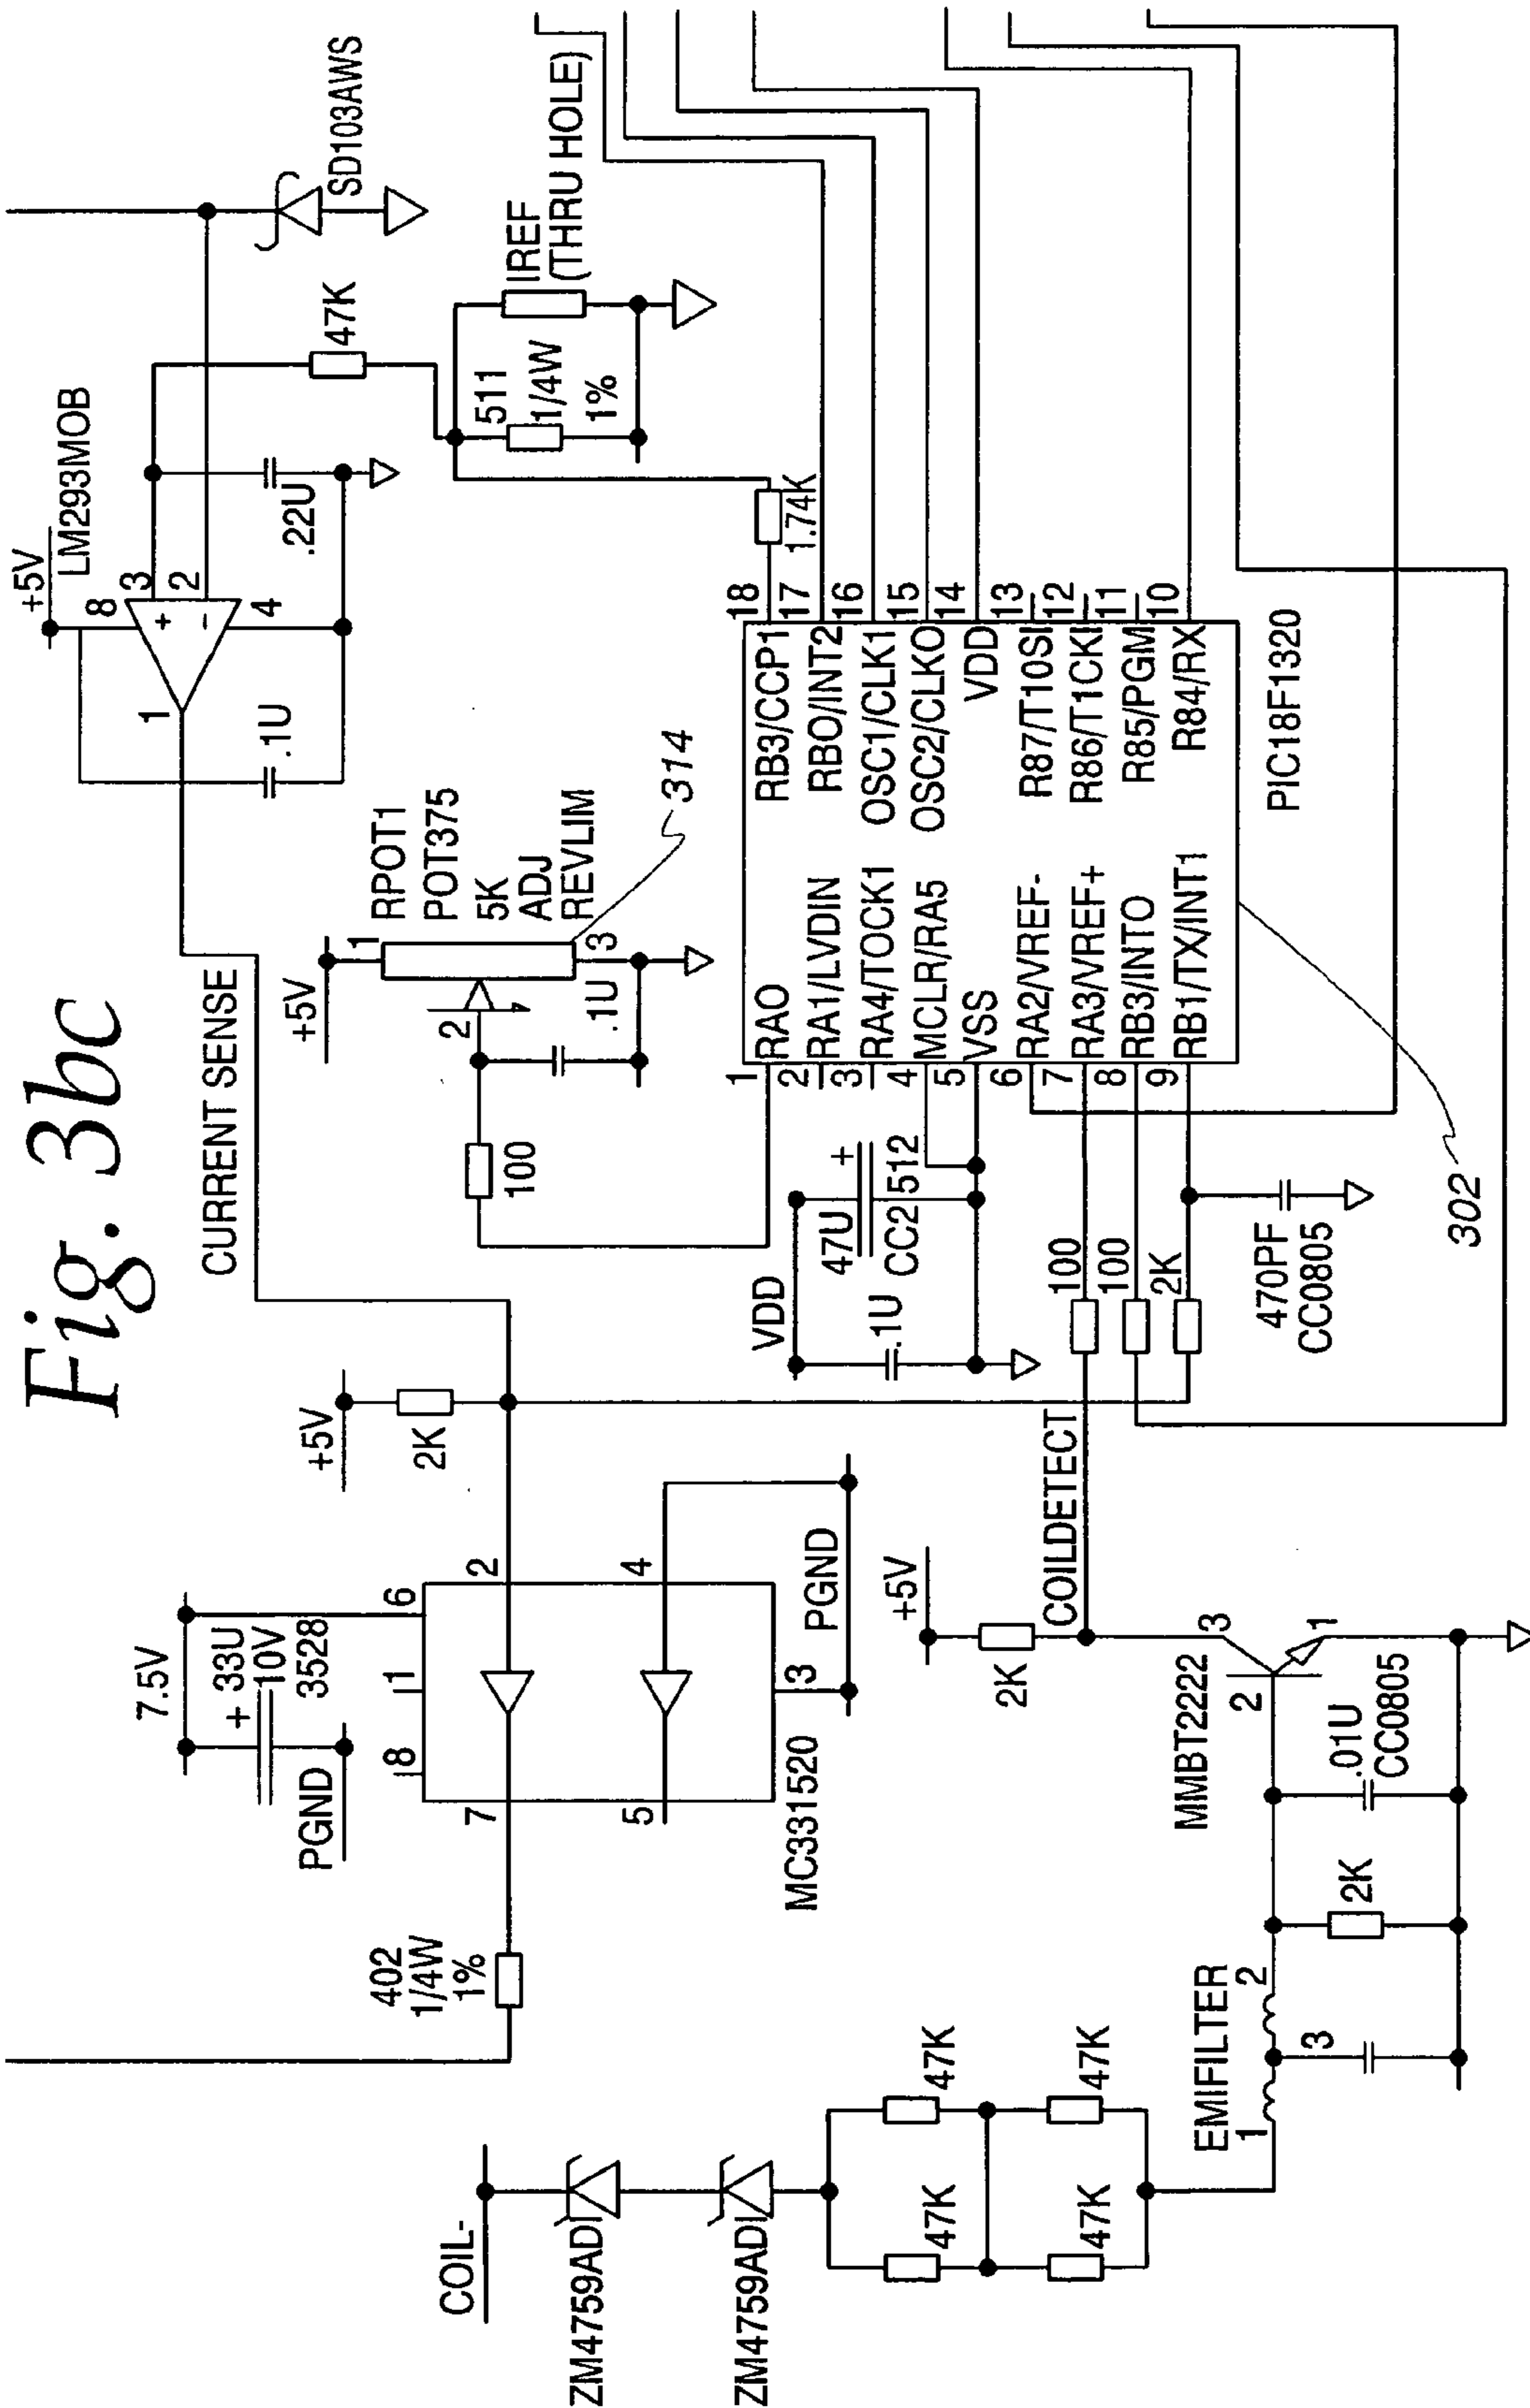 Fig. 3bc
COIL-
ZM4759ADI
ZM4759ADI
47K
47K
47K
47K
EMIFILTER
1
2
3
2K
.01U
CC0805
MMBT2222
2
3
1
2K
+5V
COILDETECT
402
1/4W
1%
7.5V
+ 33U
10V
3528
PGND
8
1
6
7
2
5
4
3
MC331520
PGND
+5V
2K
CURRENT SENSE
+5V
LM293MOB
8
3
+
2
-
1
4
.1U
.22U
47K
SD103AWS
511
1/4W
1%
IREF
(THRU HOLE)
1.74K
+5V
1
2
3
RPOT1
POT375
5K
ADJ
REVLIM
314
.1U
100
VDD
.1U
47U
+
CC2512
100
100
2K
470PF
CC0805
1 RAO
2 RA1/LVDIN
3 RA4/TOCK1
4 MCLR/RA5
5 VSS
6 RA2/VREF-
7 RA3/VREF+
8 RB3/INTO
9 RB1/TX/INT1
RB3/CCP1 18
RBO/INT2 17
OSC1/CLK1 16
OSC2/CLKO 15
VDD 14
R87/T10SI 13
R86/T1CKI 12
R85/PGM 11
R84/RX 10
PIC18F1320
302